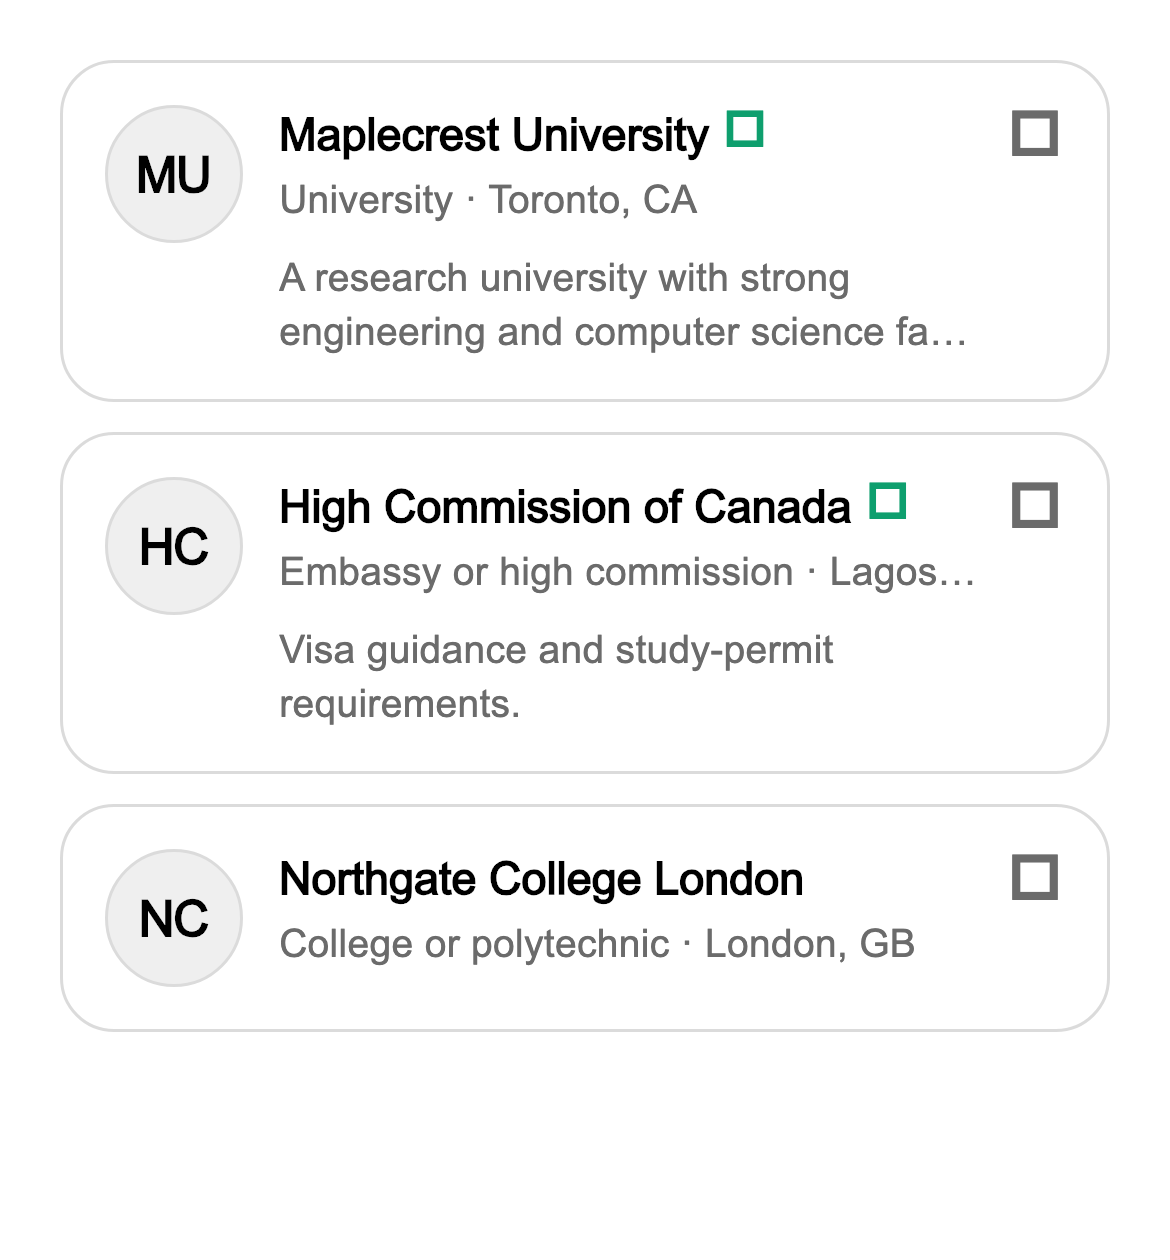 MU
Maplecrest University
University · Toronto, CA
A research university with strong
engineering and computer science fa…
HC
High Commission of Canada
Embassy or high commission · Lagos…
Visa guidance and study-permit
requirements.
NC
Northgate College London
College or polytechnic · London, GB